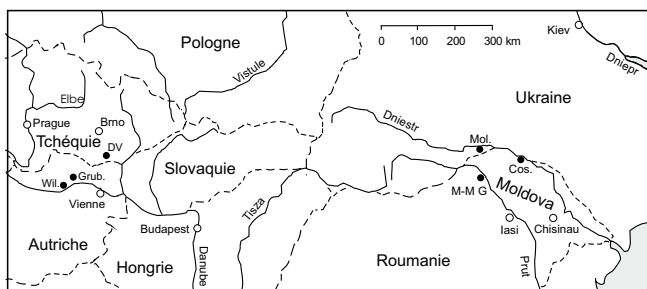 Pologne
Vistule
0 100 200 300 km
Kiev
Dniepr
Elbe
Ukraine
Prague
Brno
Tchéquie
Dniestr
DV
Mol.
Cos.
Slovaquie
Wil.
Grub.
M-M G
Moldova
Vienne
Tisza
Autriche
Budapest
Iasi
Chisinau
Hongrie
Danube
Roumanie
Prut